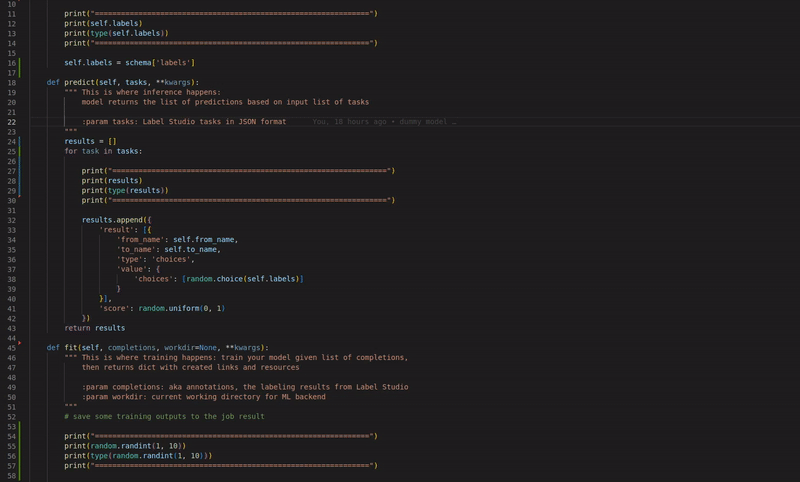 10
11 print("===============================================================")
12 print(self.labels)
13 print(type(self.labels))
14 print("===============================================================")
15
16 self.labels = schema['labels']
17
18 def predict(self, tasks, **kwargs):
19 """ This is where inference happens:
20 model returns the list of predictions based on input list of tasks
21
22 :param tasks: Label Studio tasks in JSON format You, 18 hours ago • dummy model …
23 """
24 results = []
25 for task in tasks:
26
27 print("===============================================================")
28 print(results)
29 print(type(results))
30 print("===============================================================")
31
32 results.append({
33 'result': [{
34 'from_name': self.from_name,
35 'to_name': self.to_name,
36 'type': 'choices',
37 'value': {
38 'choices': [random.choice(self.labels)]
39 }
40 }],
41 'score': random.uniform(0, 1)
42 })
43 return results
44
45 def fit(self, completions, workdir=None, **kwargs):
46 """ This is where training happens: train your model given list of completions,
47 then returns dict with created links and resources
48
49 :param completions: aka annotations, the labeling results from Label Studio
50 :param workdir: current working directory for ML backend
51 """
52 # save some training outputs to the job result
53
54 print("===============================================================")
55 print(random.randint(1, 10))
56 print(type(random.randint(1, 10)))
57 print("===============================================================")
58